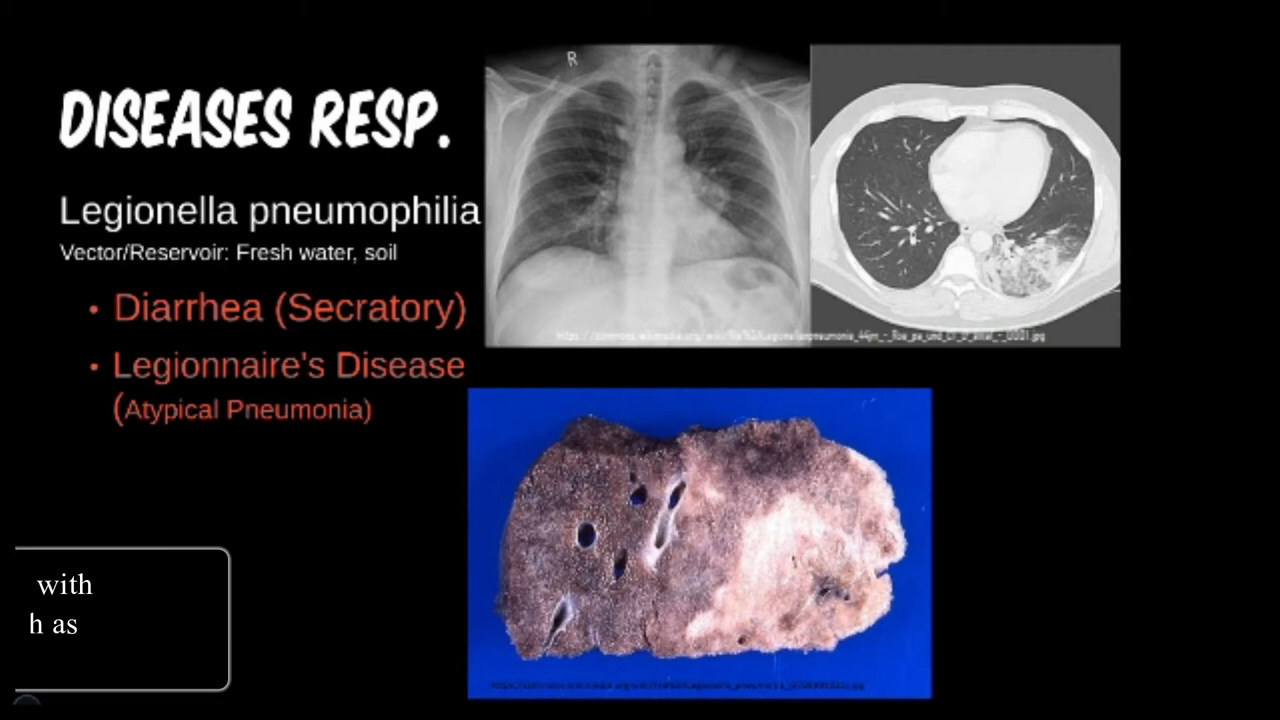 DISEASES RESP.
Legionella pneumophilia
Vector/Reservoir: Fresh water, soil
• Diarrhea (Secratory)
• Legionnaire's Disease
(Atypical Pneumonia)
R
with
h as